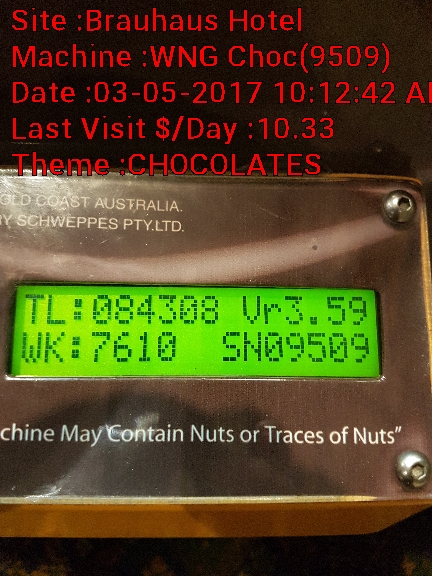 Site :Brauhaus Hotel
Machine :WNG Choc(9509)
Date :03-05-2017 10:12:42 A
Last Visit $/Day :10.33
Theme :CHOCOLATES
GOLD COAST AUSTRALIA.
RY SCHWEPPES PTY.LTD.
TL:084308 Vr3.59
WK:7610 SN09509
chine May Contain Nuts or Traces of Nuts"